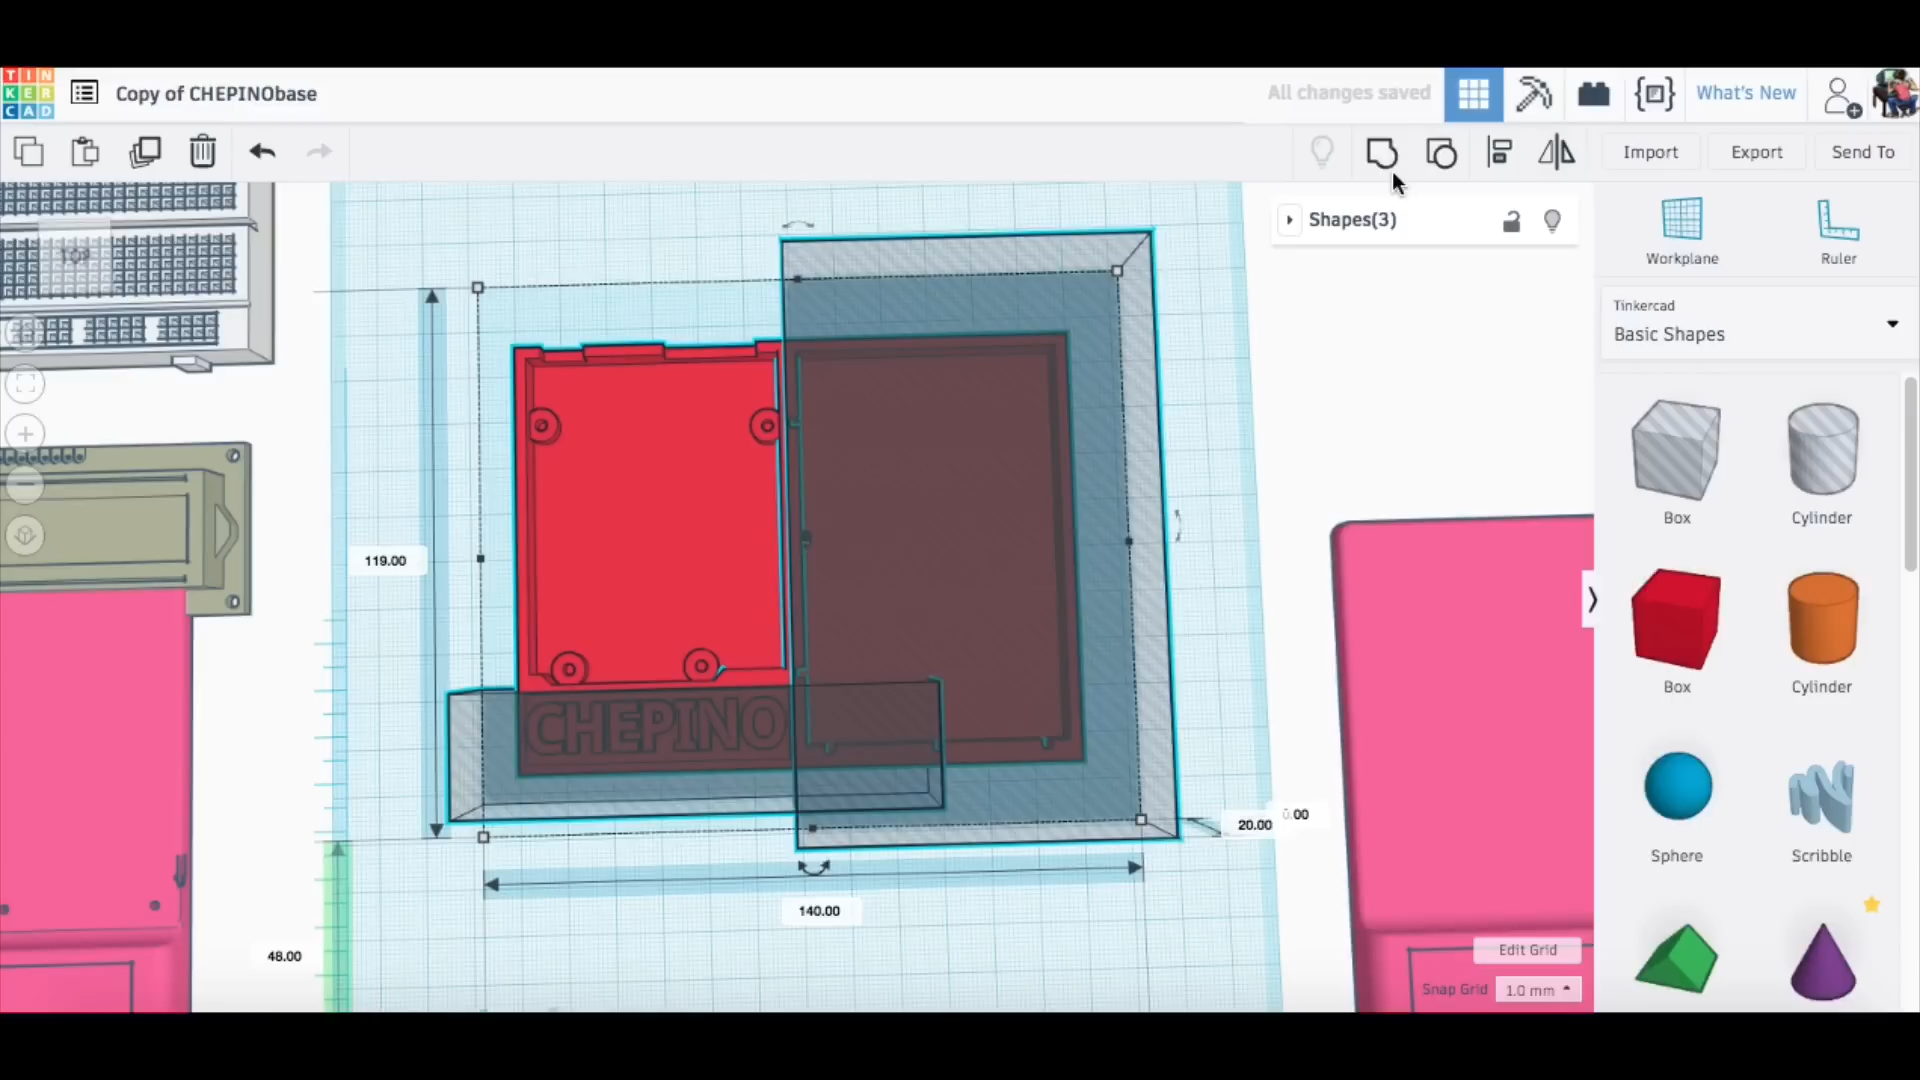 TIN
KER
CAD
Copy of CHEPINObase
All changes saved
What's New
Import
Export
Send To
Shapes(3)
Workplane
Ruler
TOP
Tinkercad
Basic Shapes
Box
Cylinder
119.00
Box
Cylinder
CHEPINO
20.00
Sphere
Scribble
140.00
48.00
Edit Grid
Snap Grid
1.0 mm